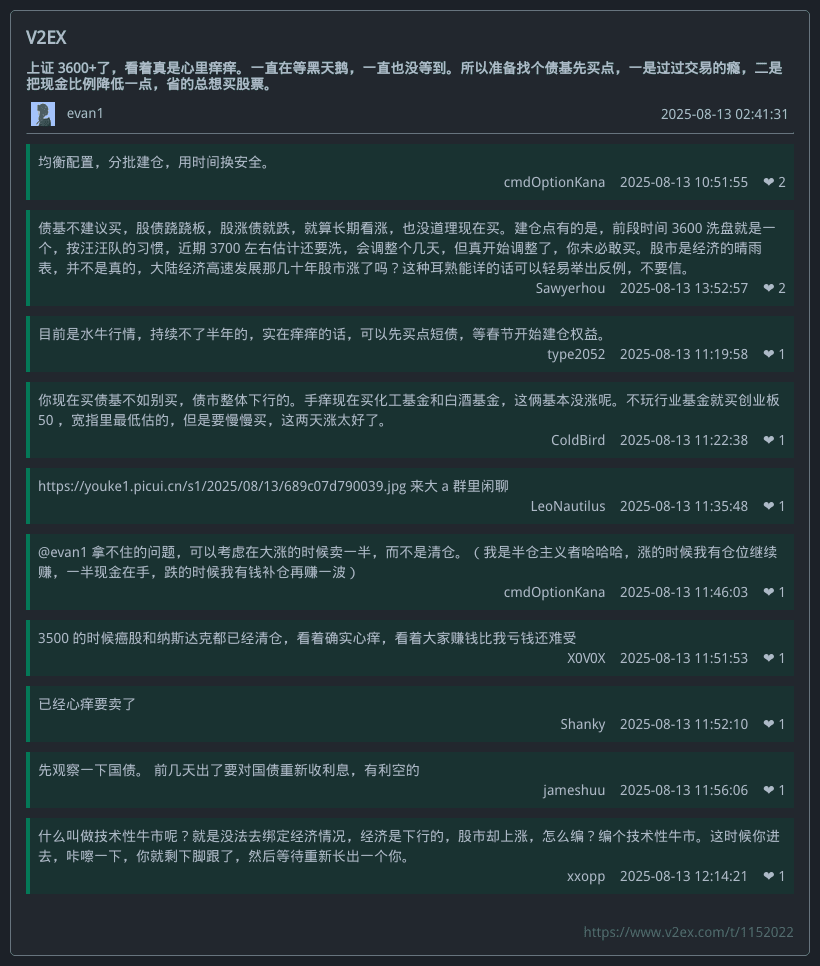 V2EX
上证 3600+了，看着真是心里痒痒。一直在等黑天鹅，一直也没等到。所以准备找个债基先买点，一是过过交易的瘾，二是
把现金比例降低一点，省的总想买股票。
evan1
2025-08-13 02:41:31
均衡配置，分批建仓，用时间换安全。
cmdOptionKana 2025-08-13 10:51:55 ❤ 2
债基不建议买，股债跷跷板，股涨债就跌，就算长期看涨，也没道理现在买。建仓点有的是，前段时间 3600 洗盘就是一
个，按汪汪队的习惯，近期 3700 左右估计还要洗，会调整个几天，但真开始调整了，你未必敢买。股市是经济的晴雨
表，并不是真的，大陆经济高速发展那几十年股市涨了吗？这种耳熟能详的话可以轻易举出反例，不要信。
Sawyerhou 2025-08-13 13:52:57 ❤ 2
目前是水牛行情，持续不了半年的，实在痒痒的话，可以先买点短债，等春节开始建仓权益。
type2052 2025-08-13 11:19:58 ❤ 1
你现在买债基不如别买，债市整体下行的。手痒现在买化工基金和白酒基金，这俩基本没涨呢。不玩行业基金就买创业板
50 ，宽指里最低估的，但是要慢慢买，这两天涨太好了。
ColdBird 2025-08-13 11:22:38 ❤ 1
https://youke1.picui.cn/s1/2025/08/13/689c07d790039.jpg 来大 a 群里闲聊
LeoNautilus 2025-08-13 11:35:48 ❤ 1
@evan1 拿不住的问题，可以考虑在大涨的时候卖一半，而不是清仓。（我是半仓主义者哈哈哈，涨的时候我有仓位继续
赚，一半现金在手，跌的时候我有钱补仓再赚一波）
cmdOptionKana 2025-08-13 11:46:03 ❤ 1
3500 的时候癌股和纳斯达克都已经清仓，看着确实心痒，看着大家赚钱比我亏钱还难受
X0V0X 2025-08-13 11:51:53 ❤ 1
已经心痒要卖了
Shanky 2025-08-13 11:52:10 ❤ 1
先观察一下国债。 前几天出了要对国债重新收利息，有利空的
jameshuu 2025-08-13 11:56:06 ❤ 1
什么叫做技术性牛市呢？就是没法去绑定经济情况，经济是下行的，股市却上涨，怎么编？编个技术性牛市。这时候你进
去，咔嚓一下，你就剩下脚跟了，然后等待重新长出一个你。
xxopp 2025-08-13 12:14:21 ❤ 1
https://www.v2ex.com/t/1152022